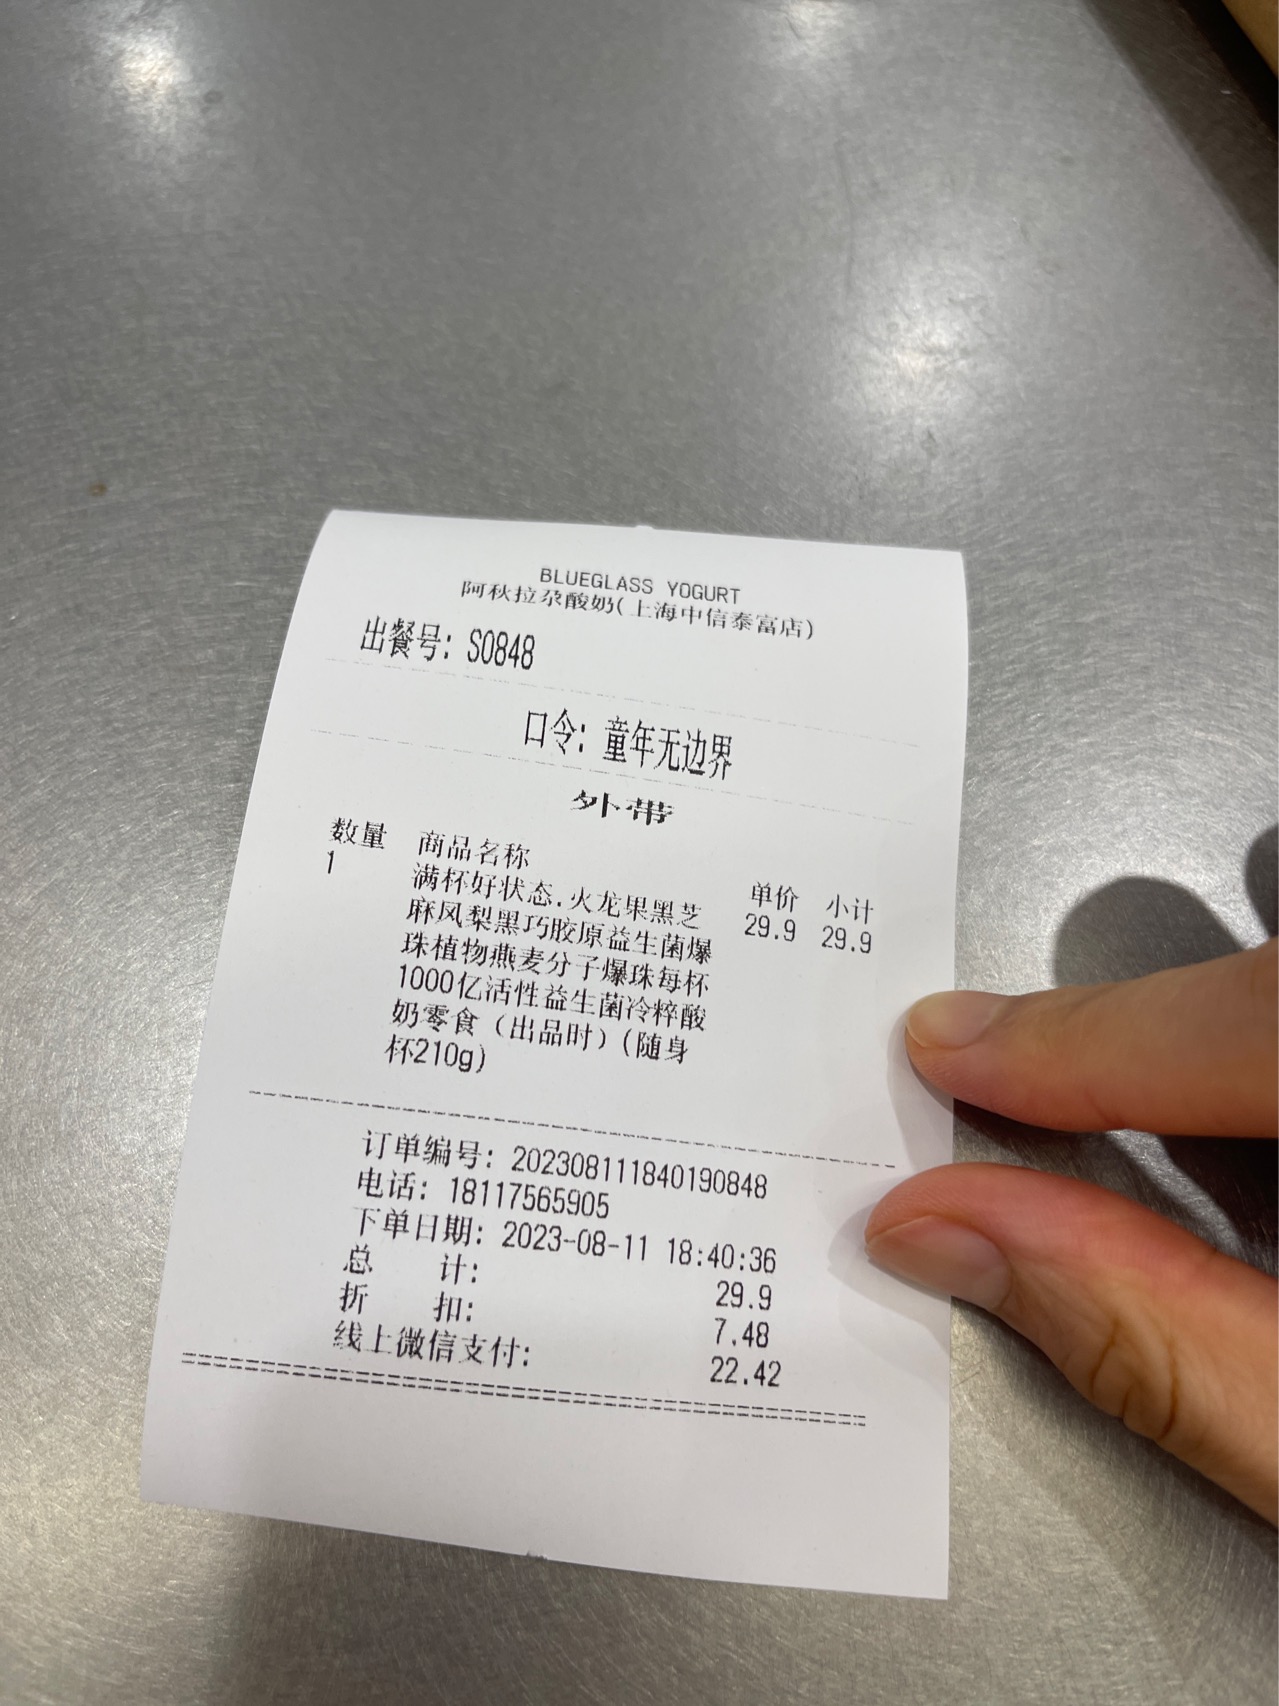 BLUEGLASS YOGURT
阿秋拉尕酸奶(上海中信泰富店)
出餐号: S0848
口令: 童年无边界
外带
数量 商品名称 单价 小计
1 满杯好状态.火龙果黑芝 29.9 29.9
麻凤梨黑巧胶原益生菌爆
珠植物燕麦分子爆珠每杯
1000亿活性益生菌冷粹酸
奶零食（出品时）(随身
杯210g)
订单编号: 202308111840190848
电话: 18117565905
下单日期: 2023-08-11 18:40:36
总 计: 29.9
折 扣: 7.48
线上微信支付: 22.42